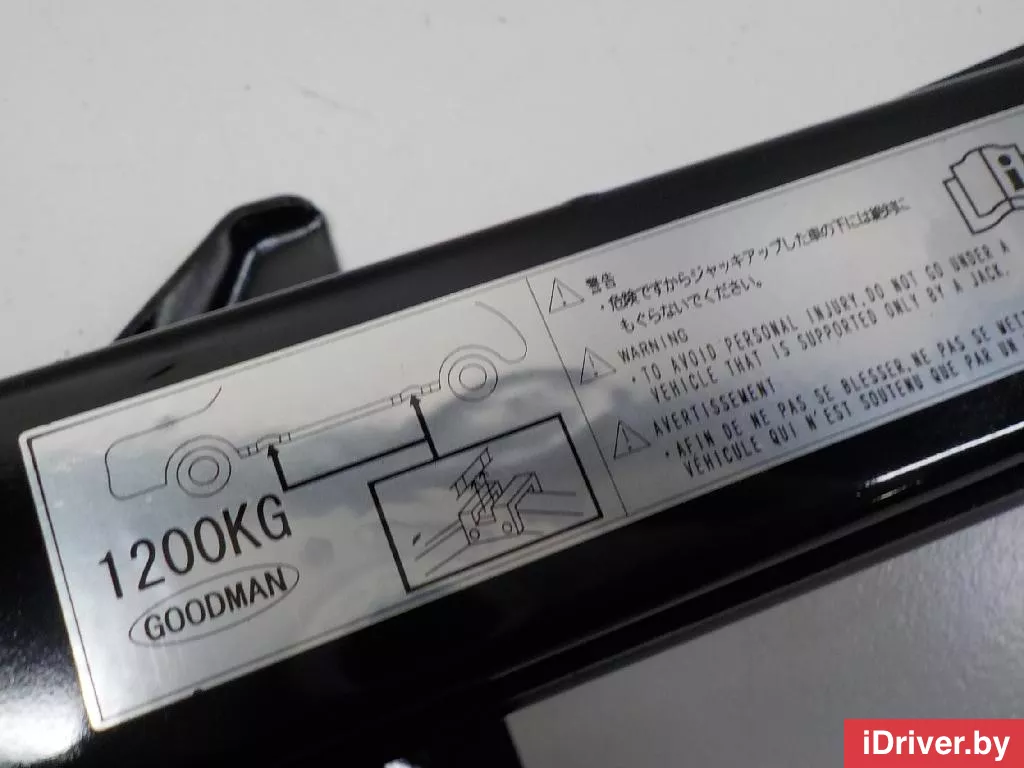 警告
・危険ですからジャッキアップした車の下には絶対に
もぐらないでください。
WARNING
・TO AVOID PERSONAL INJURY, DO NOT GO UNDER A
VEHICLE THAT IS SUPPORTED ONLY BY A JACK.
AVERTISSEMENT
・AFIN DE NE PAS SE BLESSER, NE PAS SE METT
VÉHICULE QUI N'EST SOUTENU QUE PAR UN
1200KG
GOODMAN
iDriver.by